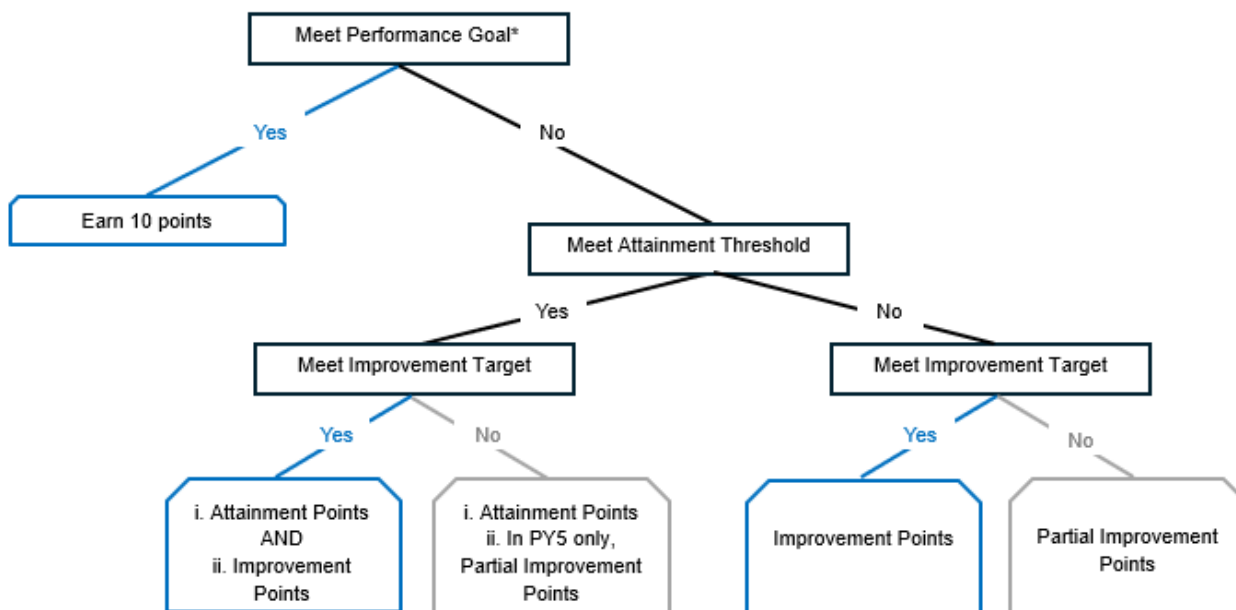 Meet Performance Goal*
Yes
No
Earn 10 points
Meet Attainment Threshold
Yes
No
Meet Improvement Target
Meet Improvement Target
Yes
No
Yes
No
i. Attainment Points
AND
ii. Improvement
Points
i. Attainment Points
ii. In PY5 only,
Partial Improvement
Points
Improvement Points
Partial Improvement
Points